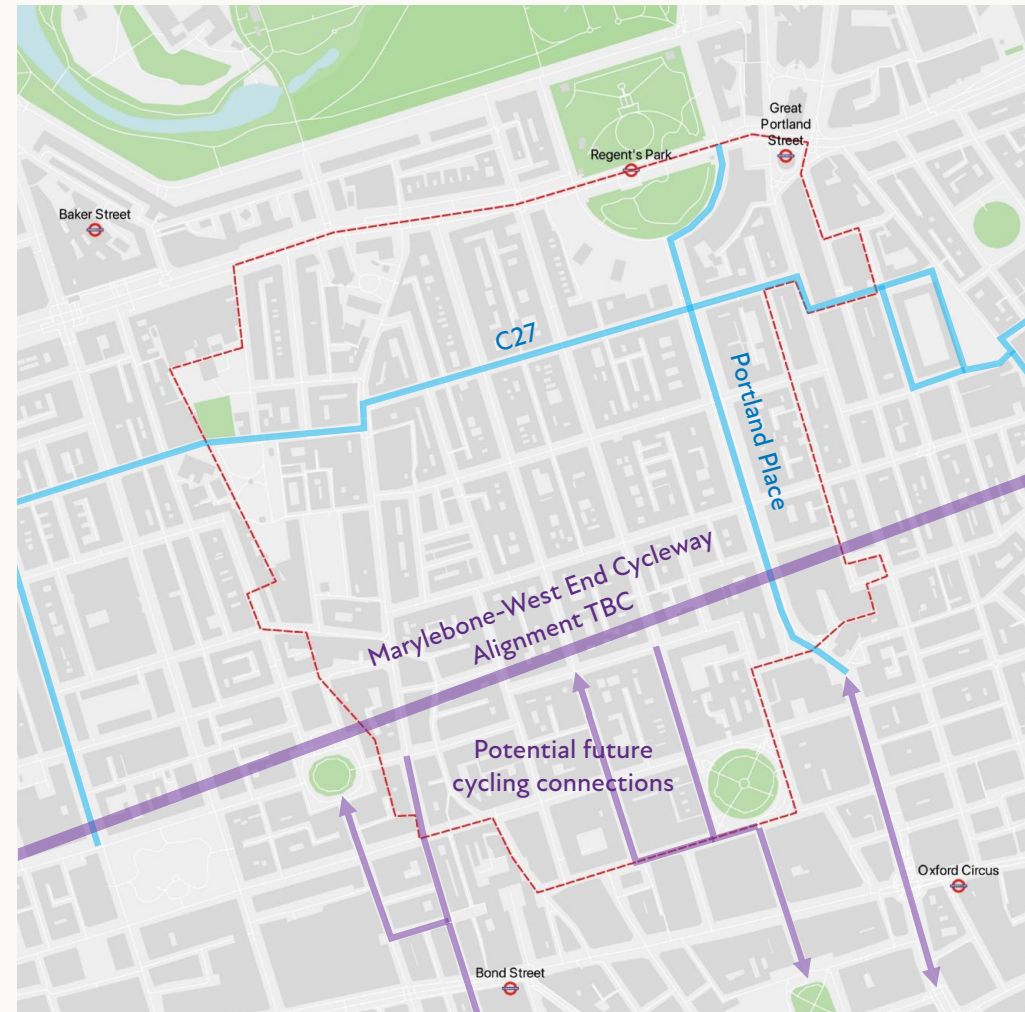 Great
Portland
Street
Regent's Park
Baker Street
C27
Portland Place
Marylebone-West End Cycleway
Alignment TBC
Potential future
cycling connections
Oxford Circus
Bond Street